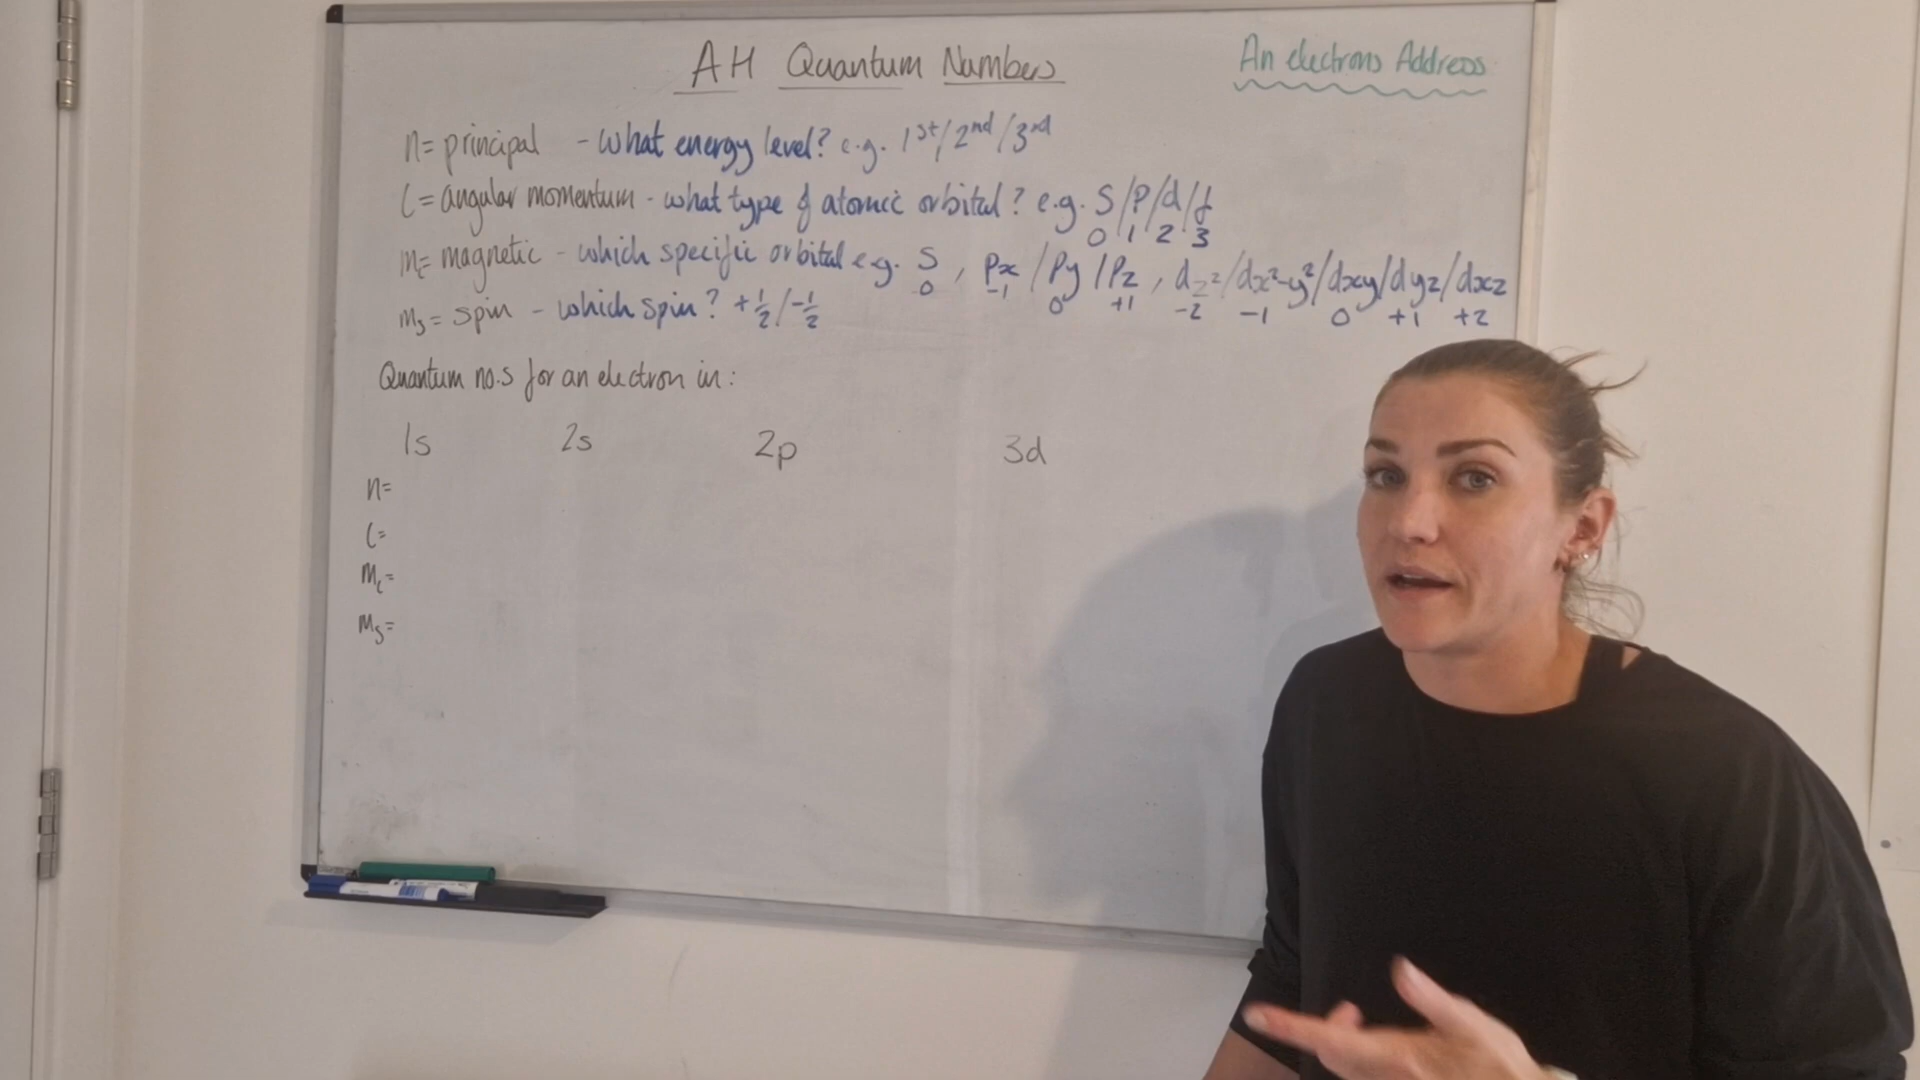 AH Quantum Numbers
An electrons Address
n= principal - What energy level? e.g. 1st/2nd/3rd
l= angular momentum - what type of atomic orbital? e.g. S/P/d/f
0 1 2 3
ml= magnetic - which specific orbital e.g. S, Px/Py/Pz, dz²/dx²-y²/dxy/dyz/dxz
0 -1 0 +1 -2 -1 0 +1 +2
ms= spin - which spin? +1/2 / -1/2
Quantum no.s for an electron in:
1s 2s 2p 3d
n=
l=
ml=
ms=